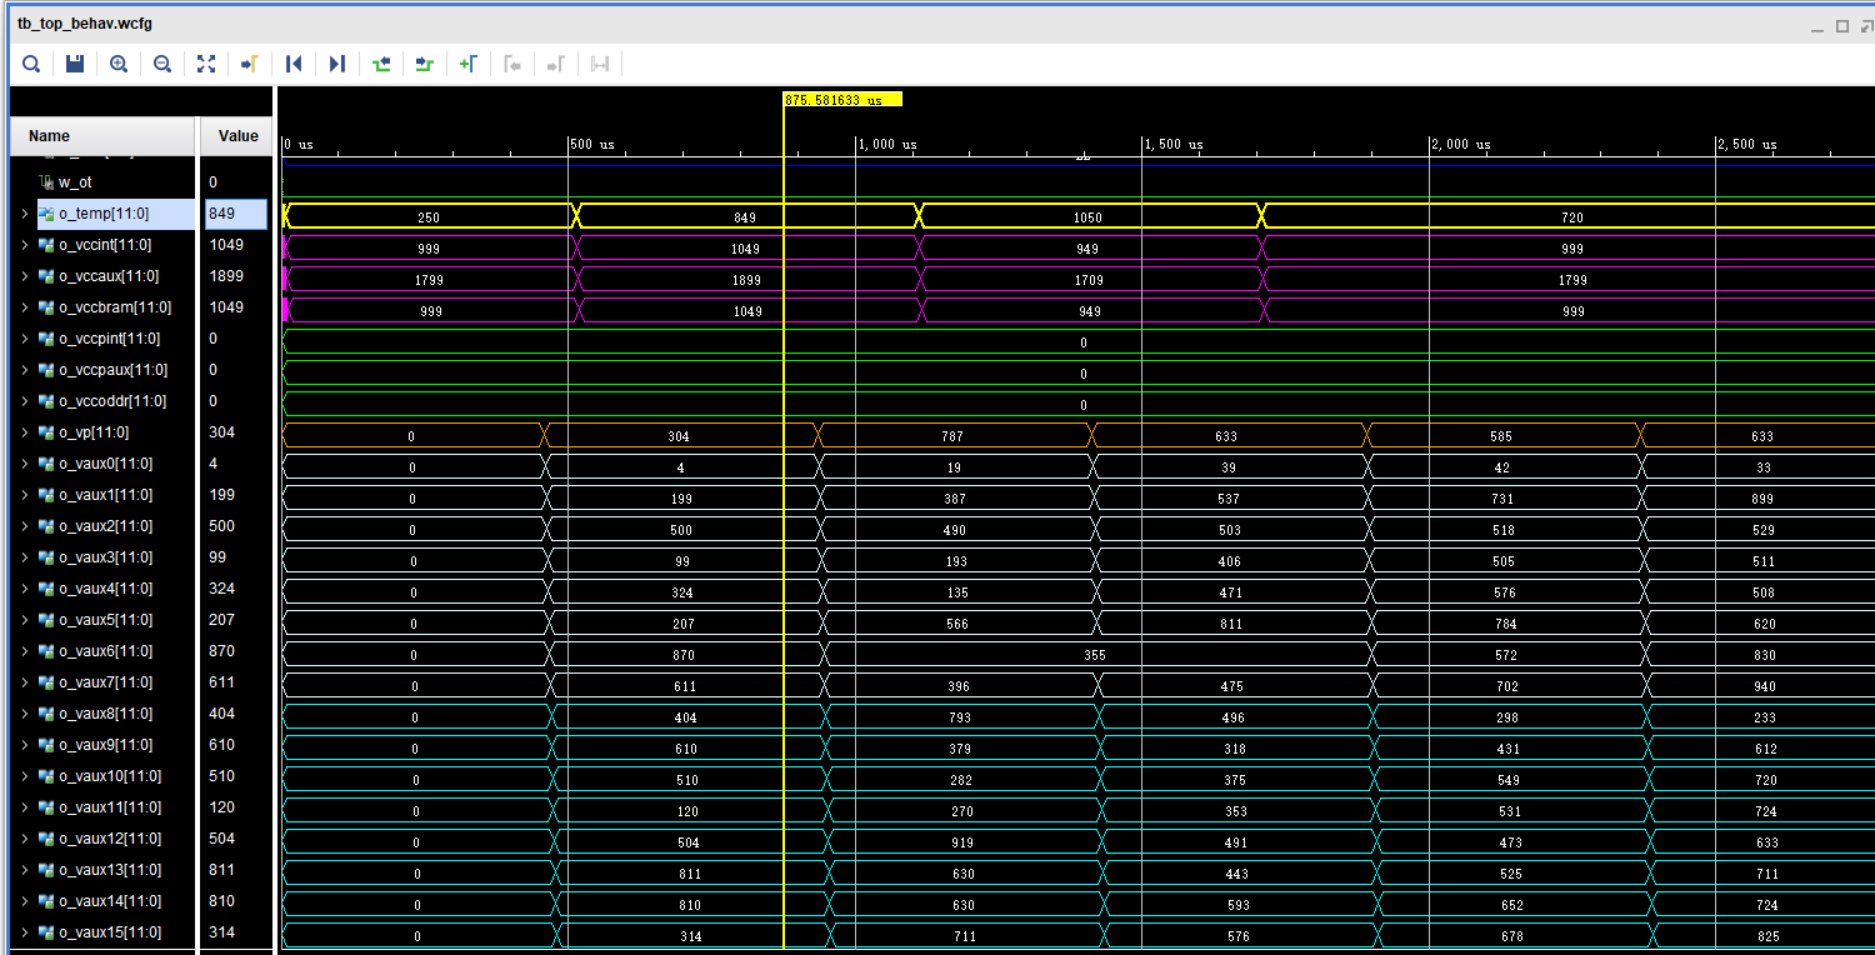 tb_top_behav.wcfg
875.581633 us
Name Value
0 us 500 us 1,000 us 1,500 us 2,000 us 2,500 us
w_ot 0
o_temp[11:0] 849 250 849 1050 720
o_vccint[11:0] 1049 999 1049 949 999
o_vccaux[11:0] 1899 1799 1899 1709 1799
o_vccbram[11:0] 1049 999 1049 949 999
o_vccpint[11:0] 0 0
o_vccpaux[11:0] 0 0
o_vccoddr[11:0] 0 0
o_vp[11:0] 304 0 304 787 633 585 633
o_vaux0[11:0] 4 0 4 19 39 42 33
o_vaux1[11:0] 199 0 199 387 537 731 899
o_vaux2[11:0] 500 0 500 490 503 518 529
o_vaux3[11:0] 99 0 99 193 406 505 511
o_vaux4[11:0] 324 0 324 135 471 576 508
o_vaux5[11:0] 207 0 207 566 811 784 620
o_vaux6[11:0] 870 0 870 355 572 830
o_vaux7[11:0] 611 0 611 396 475 702 940
o_vaux8[11:0] 404 0 404 793 496 298 233
o_vaux9[11:0] 610 0 610 379 318 431 612
o_vaux10[11:0] 510 0 510 282 375 549 720
o_vaux11[11:0] 120 0 120 270 353 531 724
o_vaux12[11:0] 504 0 504 919 491 473 633
o_vaux13[11:0] 811 0 811 630 443 525 711
o_vaux14[11:0] 810 0 810 630 593 652 724
o_vaux15[11:0] 314 0 314 711 576 678 825